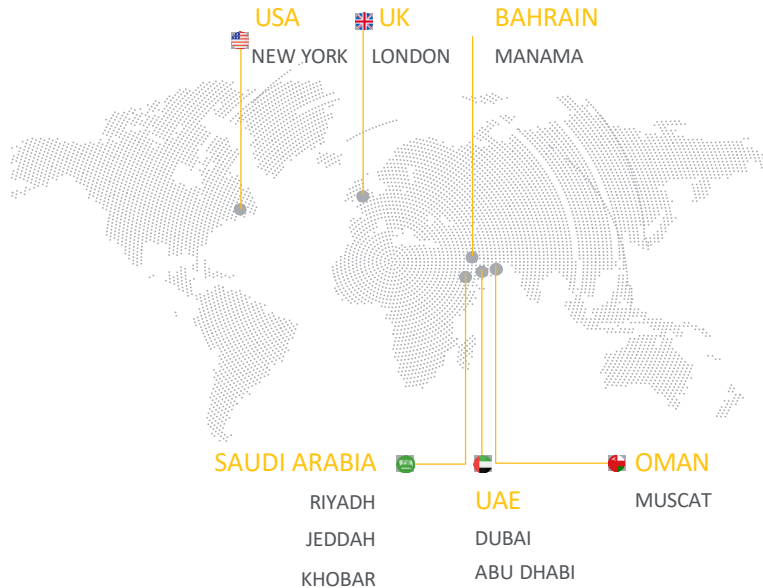 USA
NEW YORK
UK
LONDON
BAHRAIN
MANAMA
SAUDI ARABIA
RIYADH
JEDDAH
KHOBAR
UAE
DUBAI
ABU DHABI
OMAN
MUSCAT